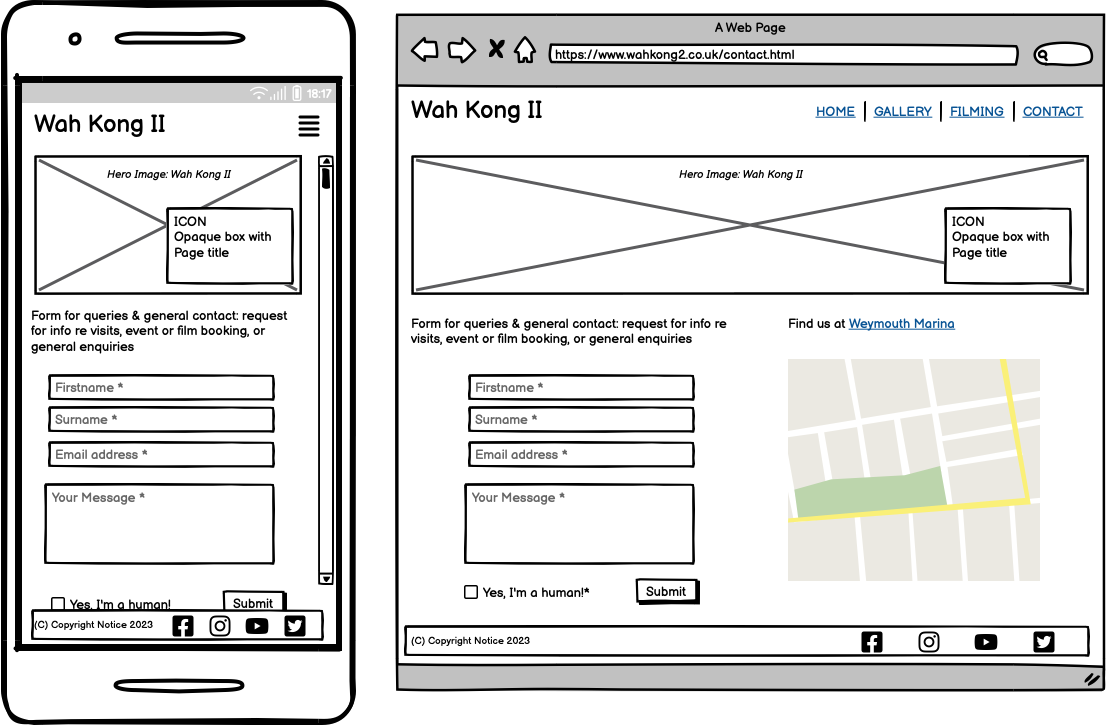 18:17
Wah Kong II
Hero Image: Wah Kong II
ICON
Opaque box with
Page title
Form for queries & general contact: request
for info re visits, event or film booking, or
general enquiries
Firstname *
Surname *
Email address *
Your Message *
Yes, I'm a human!
Submit
(C) Copyright Notice 2023
A Web Page
https://www.wahkong2.co.uk/contact.html
Wah Kong II
HOME
GALLERY
FILMING
CONTACT
Hero Image: Wah Kong II
ICON
Opaque box with
Page title
Form for queries & general contact: request for info re
visits, event or film booking, or general enquiries
Firstname *
Surname *
Email address *
Your Message *
Yes, I'm a human!*
Submit
Find us at Weymouth Marina
(C) Copyright Notice 2023